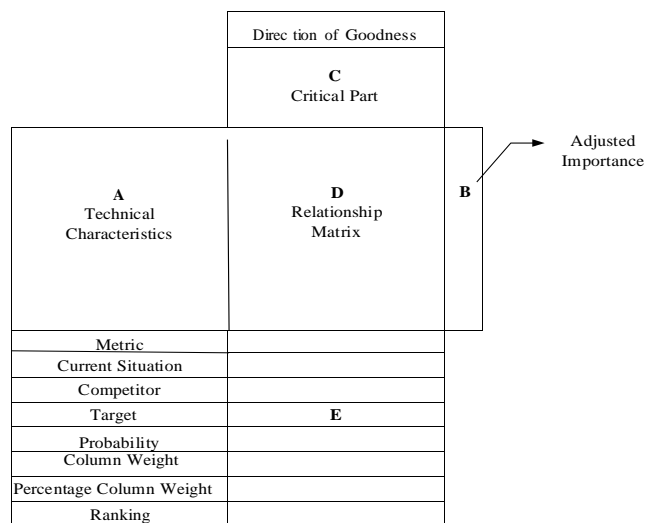 Direc tion of Goodness
C
Critical Part
Adjusted
Importance
A
Technical
Characteristics
D
Relationship
Matrix
B
Metric
Current Situation
Competitor
Target
E
Probability
Column Weight
Percentage Column Weight
Ranking